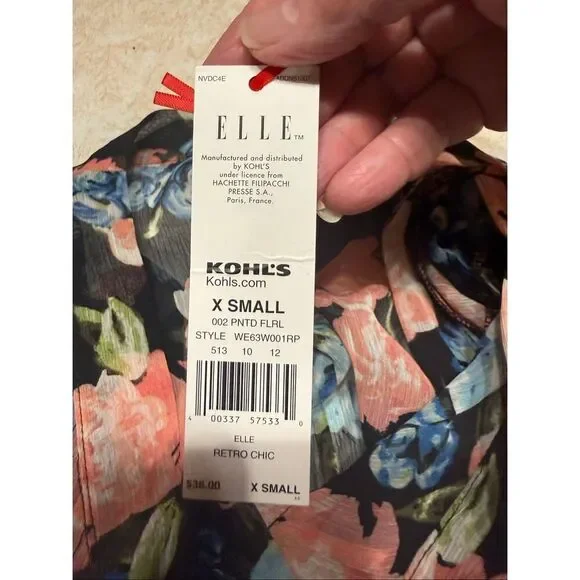 NVDC4E
ELLE™
Manufactured and distributed
by KOHL'S
under licence from
HACHETTE FILIPACCHI
PRESSE S.A.,
Paris, France.
KOHL'S
Kohls.com
X SMALL
002 PNTD FLRL
STYLE WE63W001RP
513 10 12
4 00337 57533 0
ELLE
RETRO CHIC
$36.00 X SMALL